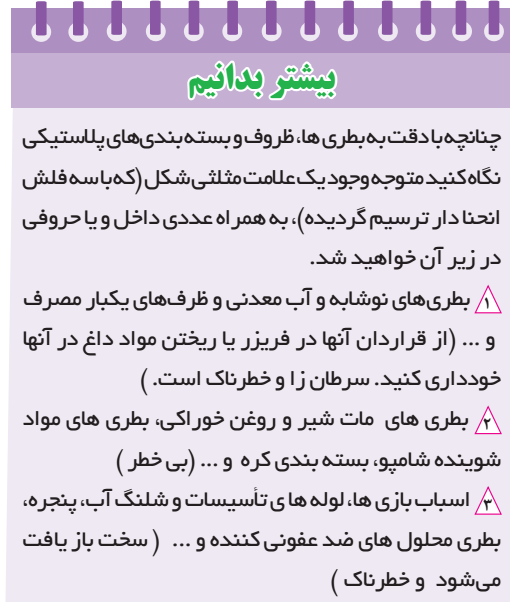 بیشتر بدانیم
چنانچه با دقت به بطری ها، ظروف و بسته بندی‌های پلاستیکی
نگاه کنید متوجه وجود یک علامت مثلثی شکل (که با سه فلش
انحنا دار ترسیم گردیده)، به همراه عددی داخل و یا حروفی
در زیر آن خواهید شد.
۱ بطری‌های نوشابه و آب معدنی و ظرف‌های یکبار مصرف
و ... (از قراردان آنها در فریزر یا ریختن مواد داغ در آنها
خودداری کنید. سرطان زا و خطرناک است. )
۲ بطری های مات شیر و روغن خوراکی، بطری های مواد
شوینده شامپو، بسته بندی کره و ... (بی خطر )
۳ اسباب بازی ها، لوله ها ی تأسیسات و شلنگ آب، پنجره،
بطری محلول های ضد عفونی کننده و ... ( سخت باز یافت
می‌شود و خطرناک )